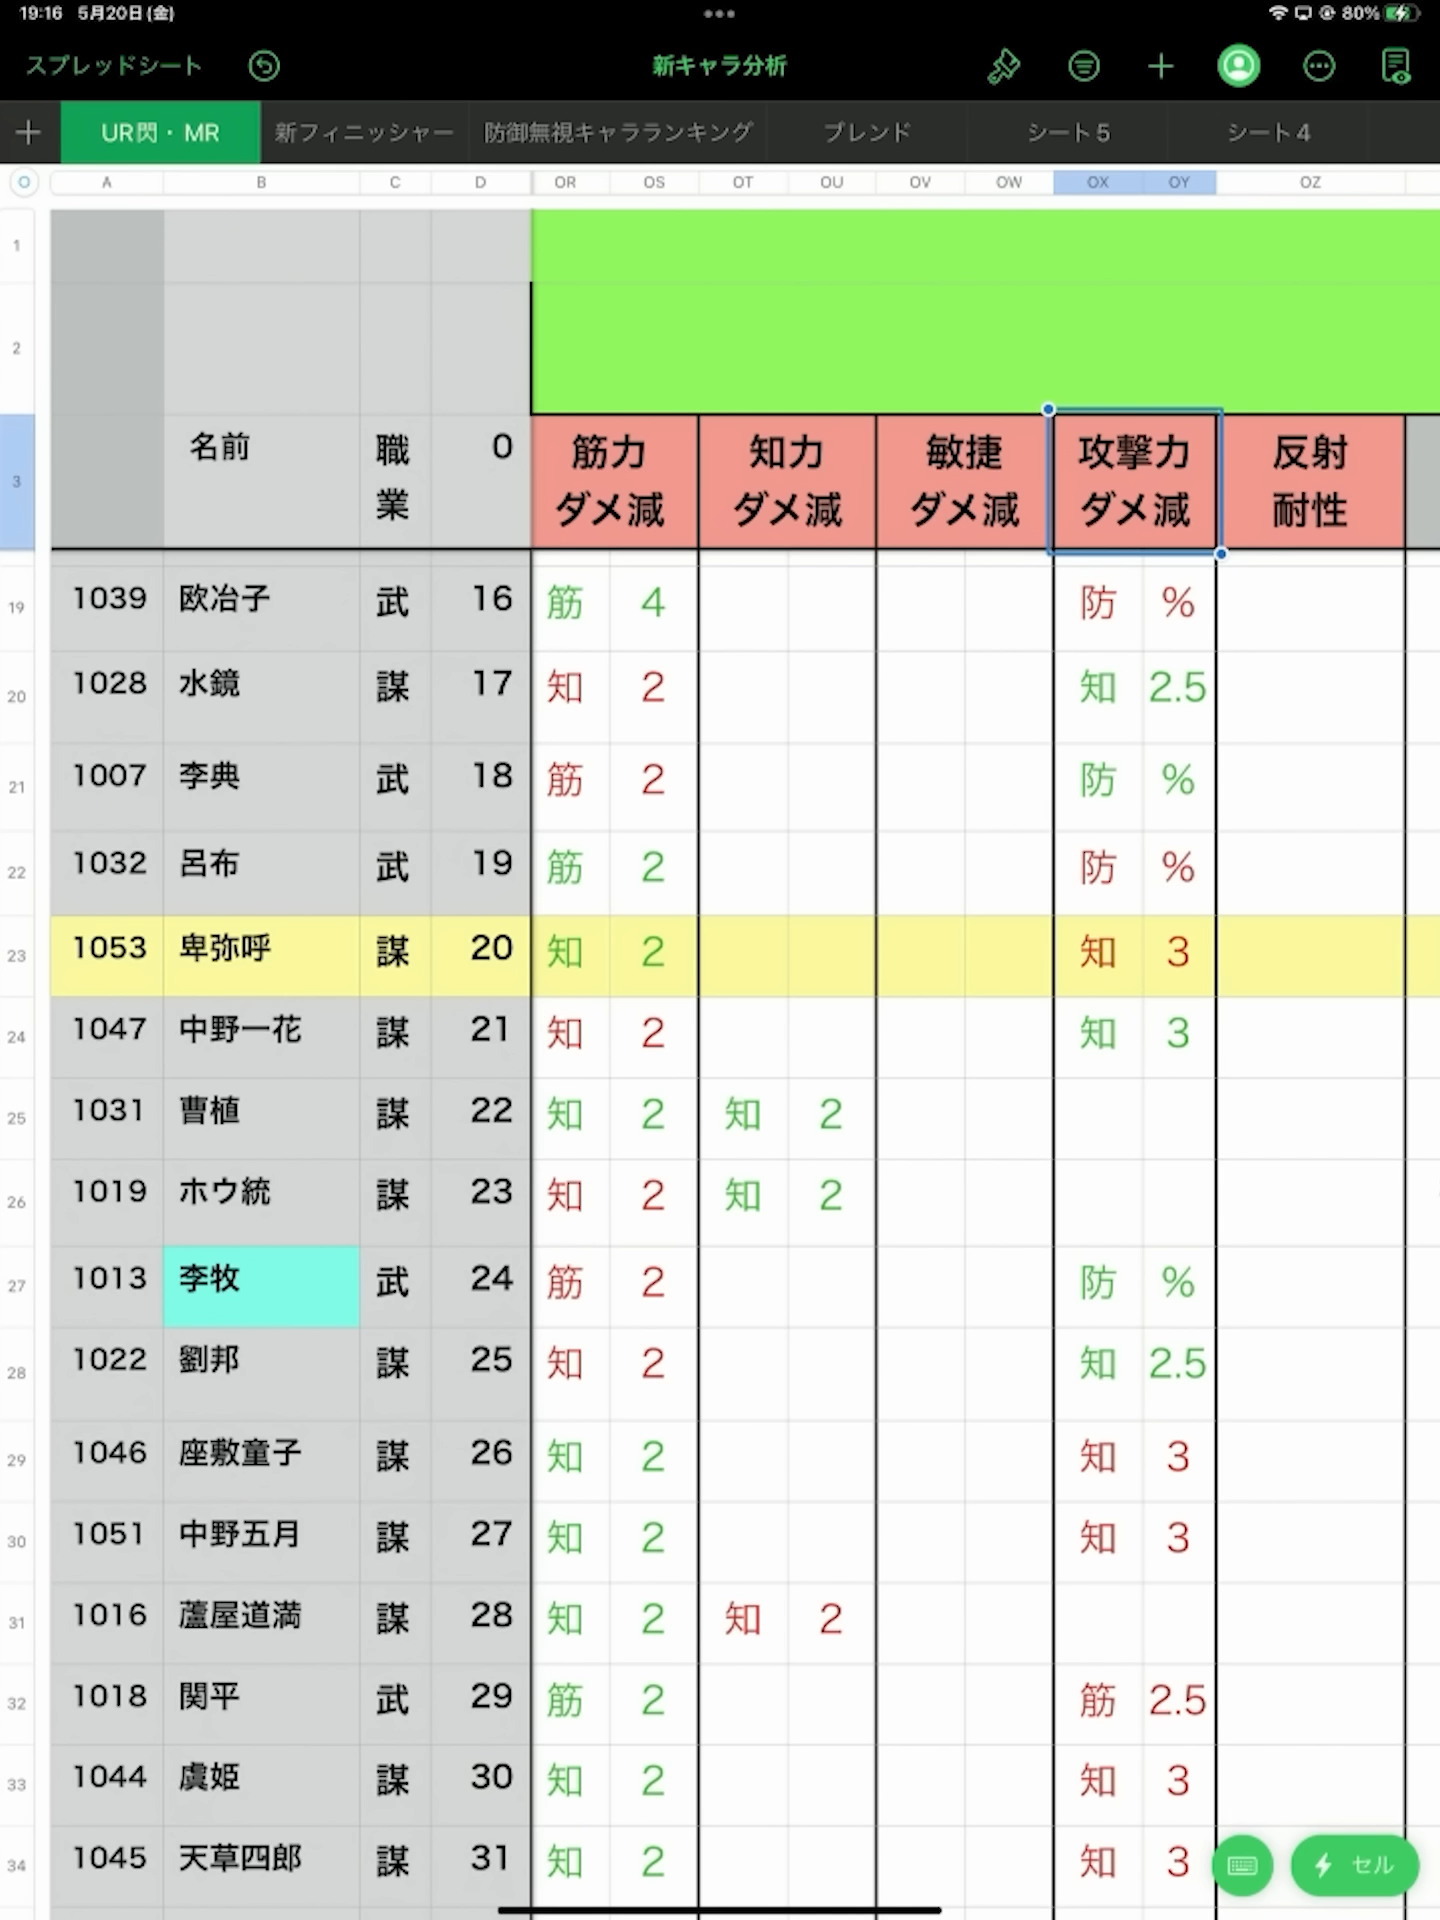 19:16 5月20日(金)
80%
スプレッドシート
新キャラ分析
UR閃・MR 新フィニッシャー 防御無視キャラランキング ブレンド シート5 シート4
A B C D OR OS OT OU OV OW OX OY OZ
1
2
3 名前 職業 0 筋力ダメ減 知力ダメ減 敏捷ダメ減 攻撃力ダメ減 反射耐性
19 1039 欧冶子 武 16 筋 4 防 %
20 1028 水鏡 謀 17 知 2 知 2.5
21 1007 李典 武 18 筋 2 防 %
22 1032 呂布 武 19 筋 2 防 %
23 1053 卑弥呼 謀 20 知 2 知 3
24 1047 中野一花 謀 21 知 2 知 3
25 1031 曹植 謀 22 知 2 知 2
26 1019 ホウ統 謀 23 知 2 知 2
27 1013 李牧 武 24 筋 2 防 %
28 1022 劉邦 謀 25 知 2 知 2.5
29 1046 座敷童子 謀 26 知 2 知 3
30 1051 中野五月 謀 27 知 2 知 3
31 1016 蘆屋道満 謀 28 知 2 知 2
32 1018 関平 武 29 筋 2 筋 2.5
33 1044 虞姫 謀 30 知 2 知 3
34 1045 天草四郎 謀 31 知 2 知 3
セル